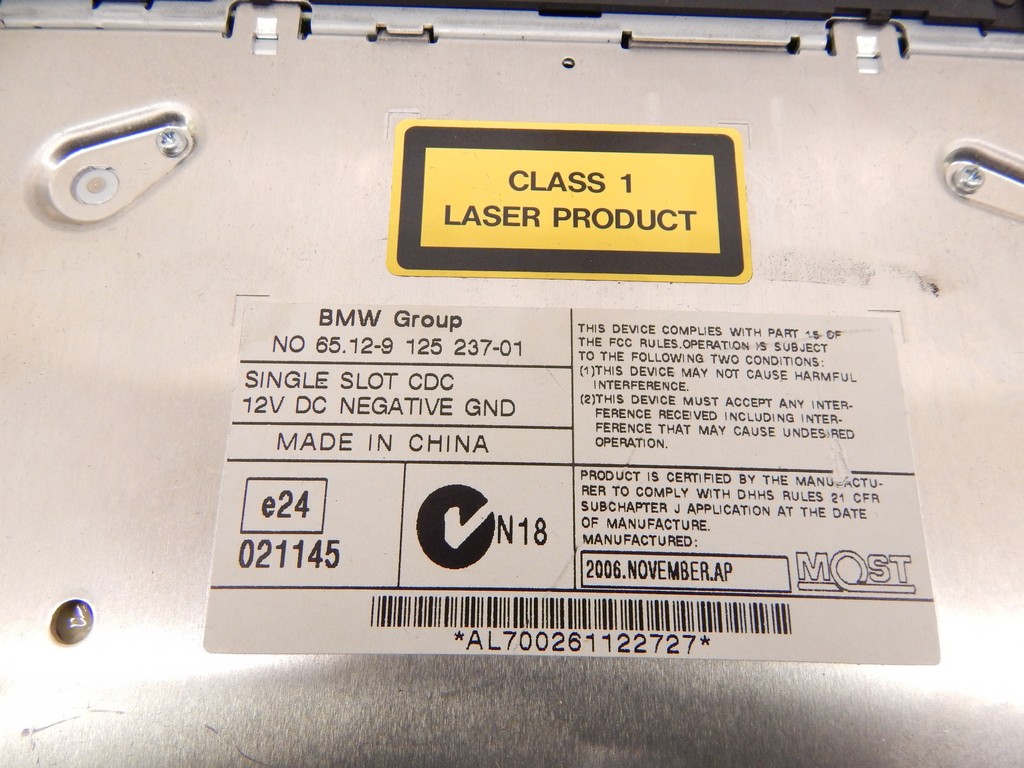 CLASS 1
LASER PRODUCT
BMW Group
NO 65.12-9 125 237-01
SINGLE SLOT CDC
12V DC NEGATIVE GND
MADE IN CHINA
e24
021145
N18
THIS DEVICE COMPLIES WITH PART 15 OF
THE FCC RULES.OPERATION IS SUBJECT
TO THE FOLLOWING TWO CONDITIONS:
(1)THIS DEVICE MAY NOT CAUSE HARMFUL
INTERFERENCE.
(2)THIS DEVICE MUST ACCEPT ANY INTER-
FERENCE RECEIVED INCLUDING INTER-
FERENCE THAT MAY CAUSE UNDESIRED
OPERATION.
PRODUCT IS CERTIFIED BY THE MANUFACTU-
RER TO COMPLY WITH DHHS RULES 21 CFR
SUBCHAPTER J APPLICATION AT THE DATE
OF MANUFACTURE.
MANUFACTURED:
2006.NOVEMBER.AP
MOST
*AL700261122727*